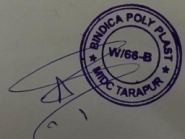 BINDICA POLY PLAST
W/66-B
MIDC TARAPUR